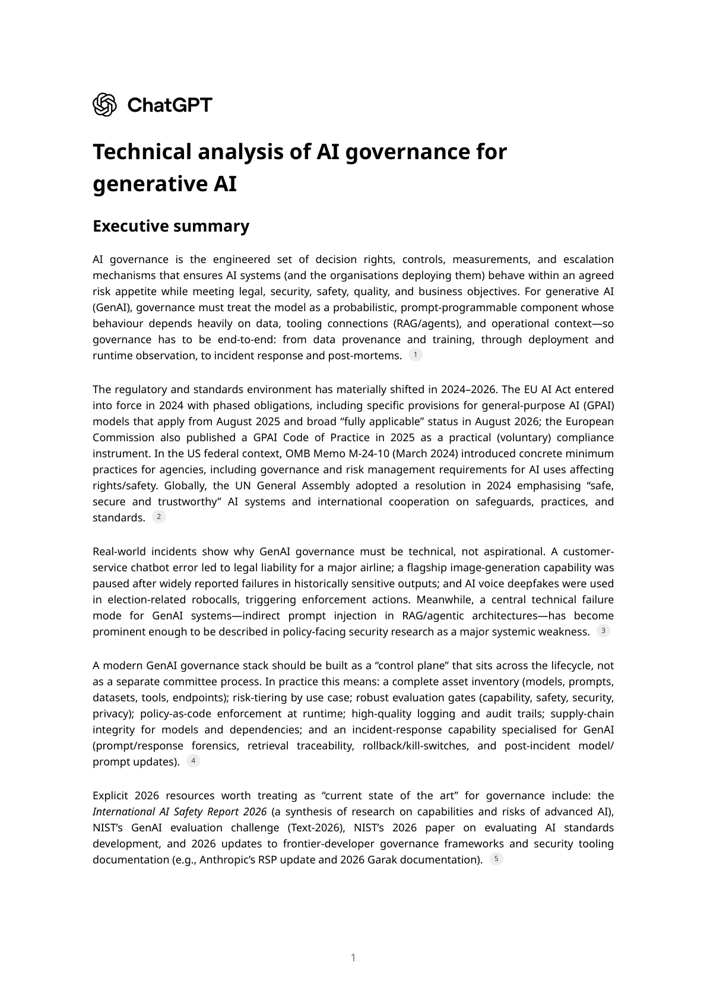 ChatGPT
Technical analysis of AI governance for
generative AI
Executive summary
AI governance is the engineered set of decision rights, controls, measurements, and escalation
mechanisms that ensures AI systems (and the organisations deploying them) behave within an agreed
risk appetite while meeting legal, security, safety, quality, and business objectives. For generative AI
(GenAI), governance must treat the model as a probabilistic, prompt-programmable component whose
behaviour depends heavily on data, tooling connections (RAG/agents), and operational context—so
governance has to be end-to-end: from data provenance and training, through deployment and
runtime observation, to incident response and post-mortems. 1
The regulatory and standards environment has materially shifted in 2024–2026. The EU AI Act entered
into force in 2024 with phased obligations, including specific provisions for general-purpose AI (GPAI)
models that apply from August 2025 and broad “fully applicable” status in August 2026; the European
Commission also published a GPAI Code of Practice in 2025 as a practical (voluntary) compliance
instrument. In the US federal context, OMB Memo M-24-10 (March 2024) introduced concrete minimum
practices for agencies, including governance and risk management requirements for AI uses affecting
rights/safety. Globally, the UN General Assembly adopted a resolution in 2024 emphasising “safe,
secure and trustworthy” AI systems and international cooperation on safeguards, practices, and
standards. 2
Real-world incidents show why GenAI governance must be technical, not aspirational. A customer-
service chatbot error led to legal liability for a major airline; a flagship image-generation capability was
paused after widely reported failures in historically sensitive outputs; and AI voice deepfakes were used
in election-related robocalls, triggering enforcement actions. Meanwhile, a central technical failure
mode for GenAI systems—indirect prompt injection in RAG/agentic architectures—has become
prominent enough to be described in policy-facing security research as a major systemic weakness. 3
A modern GenAI governance stack should be built as a “control plane” that sits across the lifecycle, not
as a separate committee process. In practice this means: a complete asset inventory (models, prompts,
datasets, tools, endpoints); risk-tiering by use case; robust evaluation gates (capability, safety, security,
privacy); policy-as-code enforcement at runtime; high-quality logging and audit trails; supply-chain
integrity for models and dependencies; and an incident-response capability specialised for GenAI
(prompt/response forensics, retrieval traceability, rollback/kill-switches, and post-incident model/
prompt updates). 4
Explicit 2026 resources worth treating as “current state of the art” for governance include: the
International AI Safety Report 2026 (a synthesis of research on capabilities and risks of advanced AI),
NIST’s GenAI evaluation challenge (Text-2026), NIST’s 2026 paper on evaluating AI standards
development, and 2026 updates to frontier-developer governance frameworks and security tooling
documentation (e.g., Anthropic’s RSP update and 2026 Garak documentation). 5
1